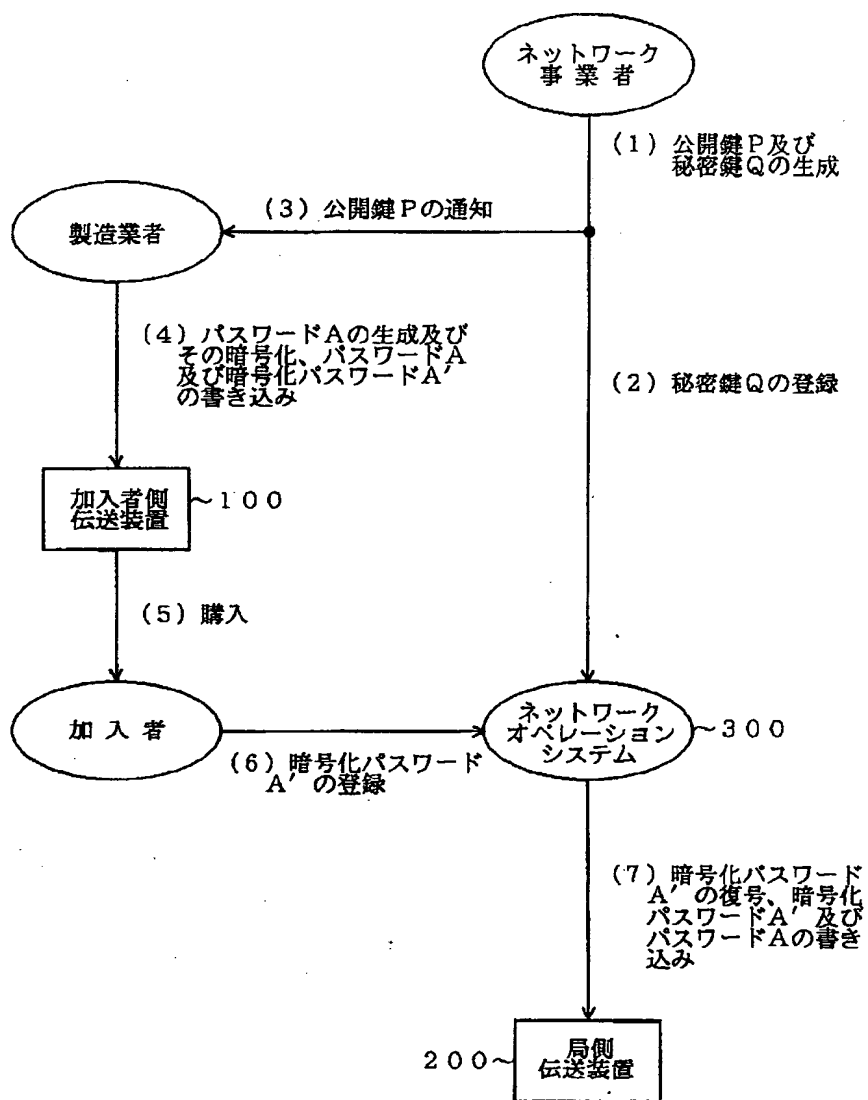 ネットワーク
事 業 者
(1) 公開鍵P及び
秘密鍵Qの生成
(3) 公開鍵Pの通知
製造業者
(4) パスワードAの生成及び
その暗号化、パスワードA
及び暗号化パスワードA′
の書き込み
(2) 秘密鍵Qの登録
加入者側
伝送装置
~100
(5) 購入
加 入 者
ネットワーク
オペレーション
システム
~300
(6) 暗号化パスワード
A′の登録
(7) 暗号化パスワード
A′の復号、暗号化
パスワードA′及び
パスワードAの書き
込み
200~
局側
伝送装置